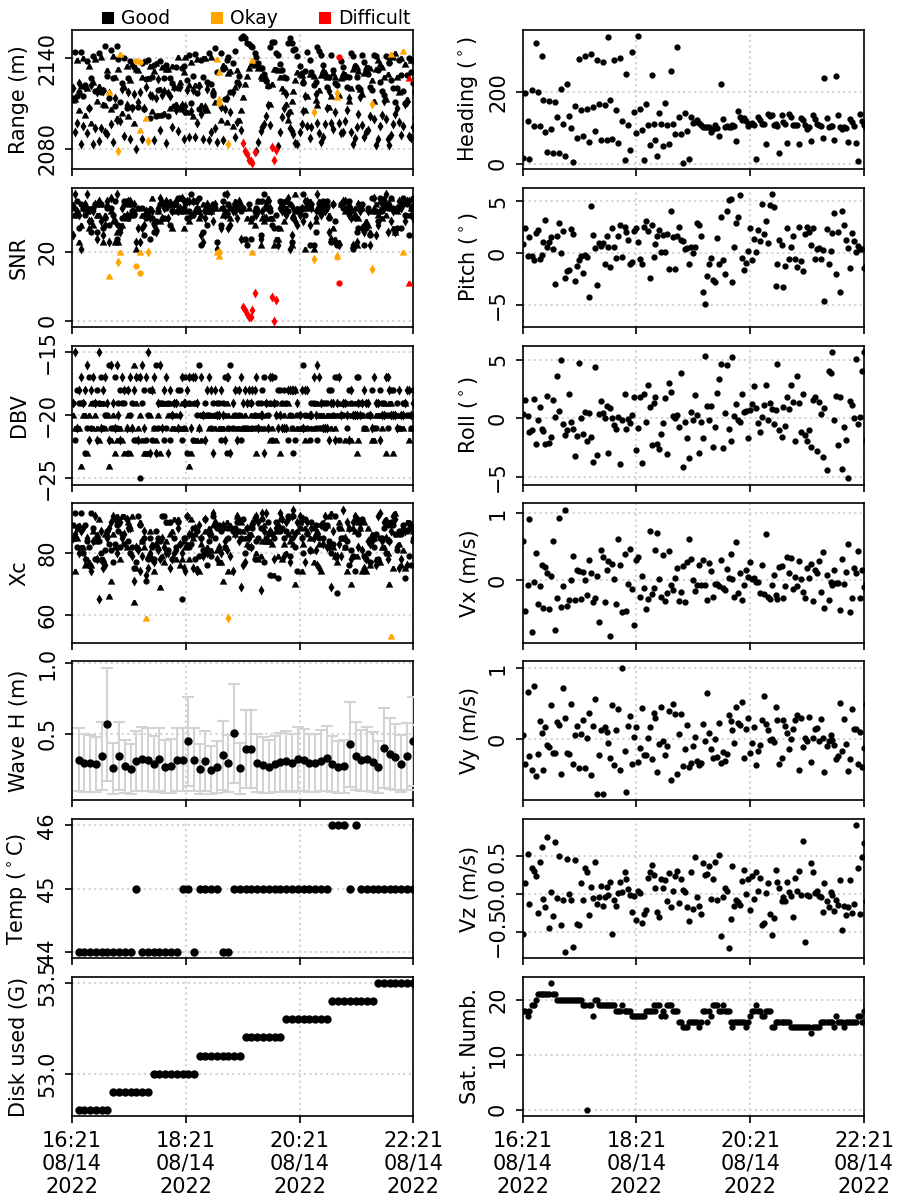 Good Okay Difficult
Range (m)
2140
2080
Heading (°)
200
0
SNR
20
0
Pitch (°)
5
0
−5
DBV
−15
−20
−25
Roll (°)
5
0
−5
Xc
80
60
Vx (m/s)
1
0
Wave H (m)
1.0
0.5
Vy (m/s)
1
0
Temp (°C)
46
45
44
Vz (m/s)
0.5
0.0
−0.5
Disk used (G)
53.5
53.0
Sat. Numb.
20
10
0
16:21 18:21 20:21 22:21
08/14 08/14 08/14 08/14
2022 2022 2022 2022
16:21 18:21 20:21 22:21
08/14 08/14 08/14 08/14
2022 2022 2022 2022